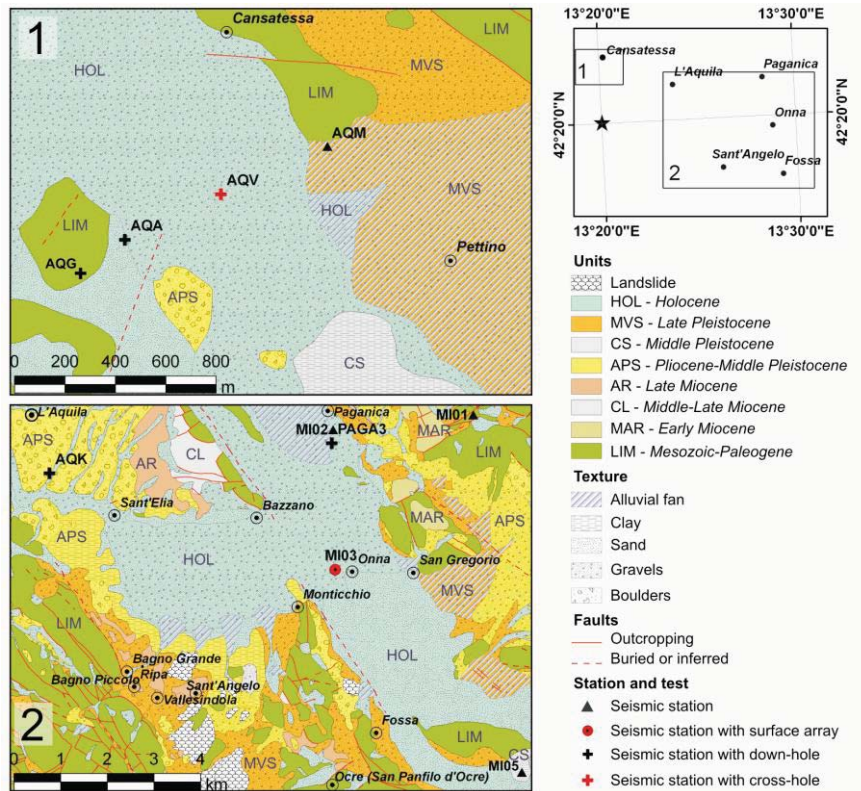 1
Cansatessa
HOL
MVS
LIM
LIM
AQM
AQV
HOL
MVS
LIM
AQA
AQG
Pettino
APS
CS
0 200 400 600 800
m
L'Aquila
Paganica
MI01
MI02 PAGA3
MAR
APS
AR
CL
LIM
AQK
Sant'Elia
Bazzano
MAR
APS
APS
HOL
MI03
Onna
San Gregorio
MVS
Monticchio
LIM
HOL
Bagno Grande
Ripa
Bagno Piccolo
Sant'Angelo
Vallesindola
2
Fossa
LIM
CS
0 1 2 3 4
MVS
MI05
km
Ocre (San Panfilo d'Ocre)
13°20'0"E 13°30'0"E
Cansatessa
1
L'Aquila
Paganica
42°20'0"N
42°20'0"N
Onna
Sant'Angelo
Fossa
2
13°20'0"E 13°30'0"E
Units
Landslide
HOL - Holocene
MVS - Late Pleistocene
CS - Middle Pleistocene
APS - Pliocene-Middle Pleistocene
AR - Late Miocene
CL - Middle-Late Miocene
MAR - Early Miocene
LIM - Mesozoic-Paleogene
Texture
Alluvial fan
Clay
Sand
Gravels
Boulders
Faults
Outcropping
Buried or inferred
Station and test
Seismic station
Seismic station with surface array
Seismic station with down-hole
Seismic station with cross-hole